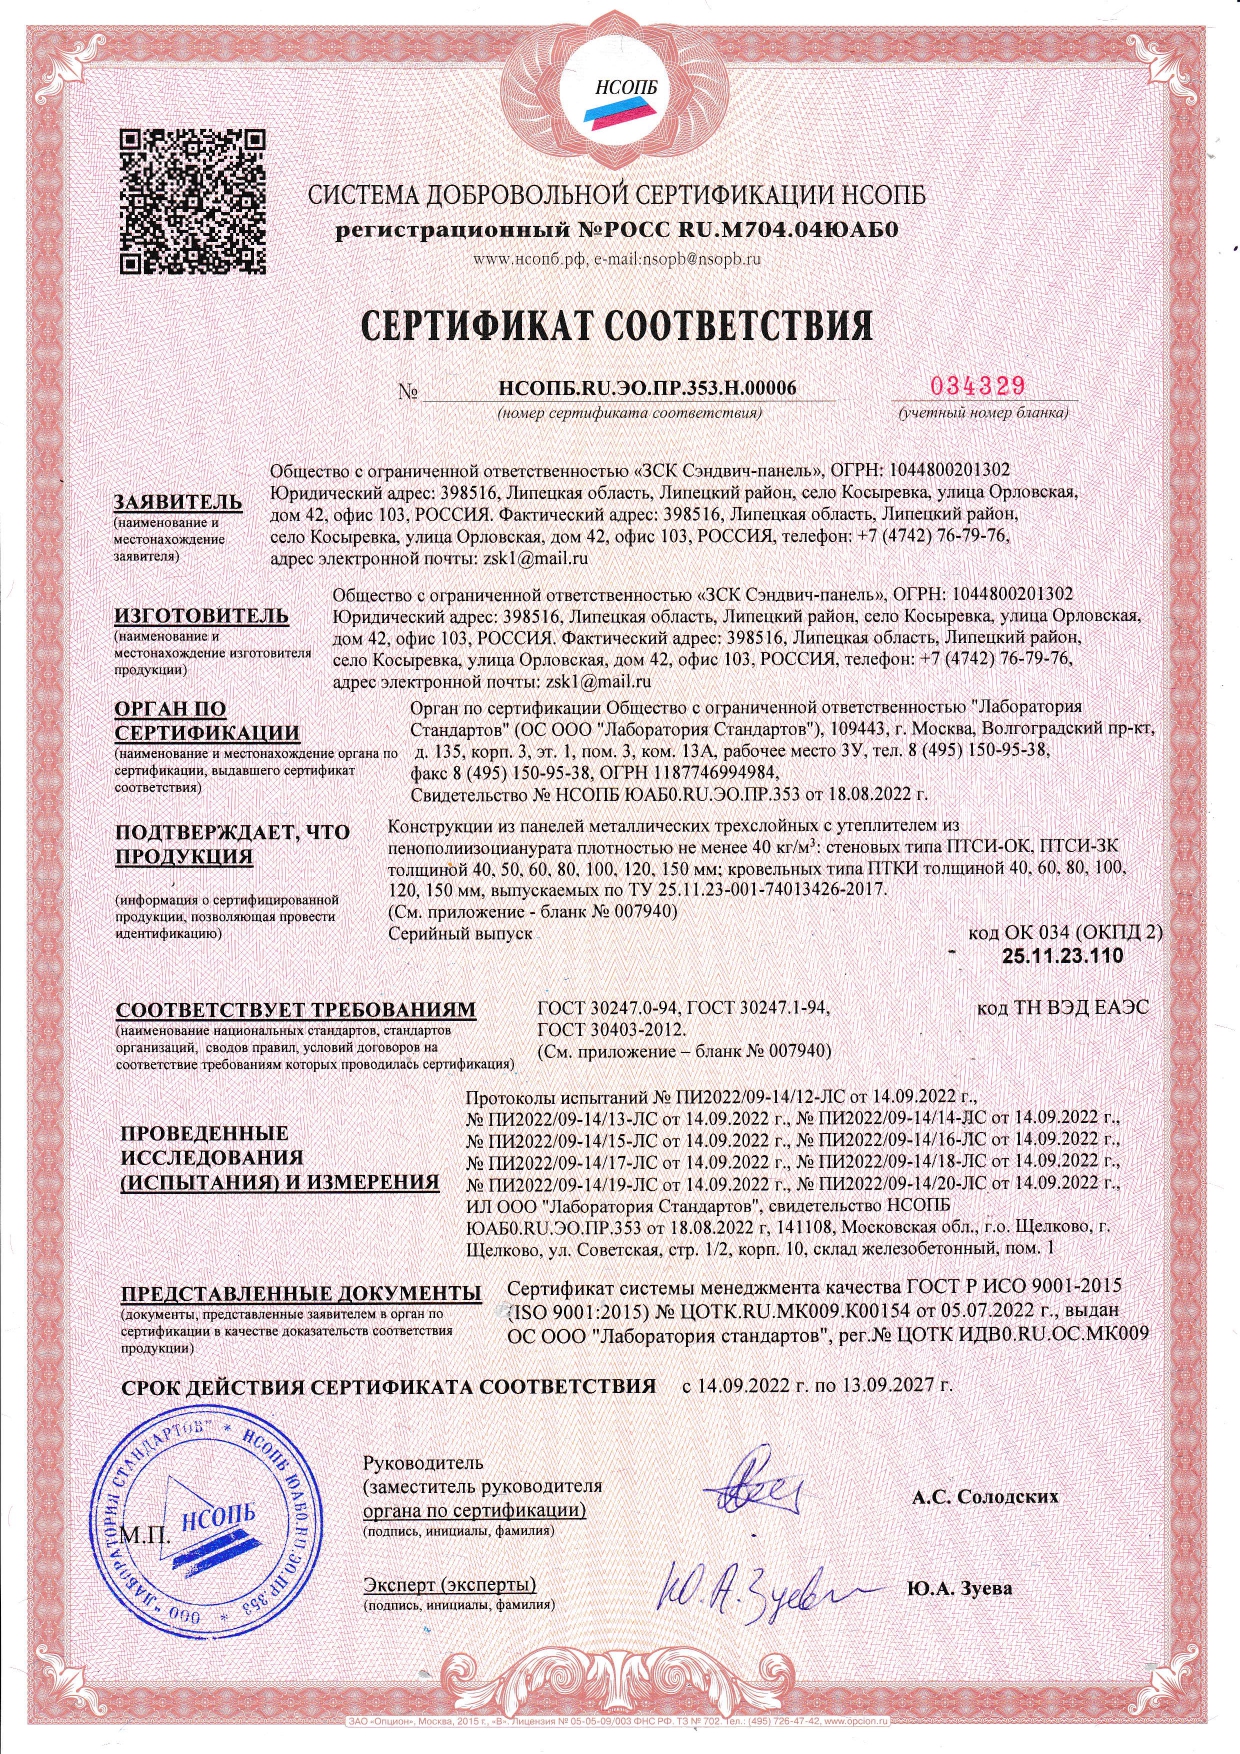 НСОПБ
СИСТЕМА ДОБРОВОЛЬНОЙ СЕРТИФИКАЦИИ НСОПБ
регистрационный №РОСС RU.М704.04ЮАБ0
www.нсопб.рф, e-mail:nsopb@nsopb.ru
СЕРТИФИКАТ СООТВЕТСТВИЯ
№ НСОПБ.RU.ЭО.ПР.353.Н.00006 034329
(номер сертификата соответствия) (учетный номер бланка)
ЗАЯВИТЕЛЬ
(наименование и
местонахождение
заявителя)
Общество с ограниченной ответственностью «ЗСК Сэндвич-панель», ОГРН: 1044800201302
Юридический адрес: 398516, Липецкая область, Липецкий район, село Косыревка, улица Орловская,
дом 42, офис 103, РОССИЯ. Фактический адрес: 398516, Липецкая область, Липецкий район,
село Косыревка, улица Орловская, дом 42, офис 103, РОССИЯ, телефон: +7 (4742) 76-79-76,
адрес электронной почты: zsk1@mail.ru
ИЗГОТОВИТЕЛЬ
(наименование и
местонахождение изготовителя
продукции)
Общество с ограниченной ответственностью «ЗСК Сэндвич-панель», ОГРН: 1044800201302
Юридический адрес: 398516, Липецкая область, Липецкий район, село Косыревка, улица Орловская,
дом 42, офис 103, РОССИЯ. Фактический адрес: 398516, Липецкая область, Липецкий район,
село Косыревка, улица Орловская, дом 42, офис 103, РОССИЯ, телефон: +7 (4742) 76-79-76,
адрес электронной почты: zsk1@mail.ru
ОРГАН ПО
СЕРТИФИКАЦИИ
(наименование и местонахождение органа по
сертификации, выдавшего сертификат
соответствия)
Орган по сертификации Общество с ограниченной ответственностью "Лаборатория
Стандартов" (ОС ООО "Лаборатория Стандартов"), 109443, г. Москва, Волгоградский пр-кт,
д. 135, корп. 3, эт. 1, пом. 3, ком. 13А, рабочее место 3У, тел. 8 (495) 150-95-38,
факс 8 (495) 150-95-38, ОГРН 1187746994984,
Свидетельство № НСОПБ ЮАБ0.RU.ЭО.ПР.353 от 18.08.2022 г.
ПОДТВЕРЖДАЕТ, ЧТО
ПРОДУКЦИЯ
(информация о сертифицированной
продукции, позволяющая провести
идентификацию)
Конструкции из панелей металлических трехслойных с утеплителем из
пенополиизоцианурата плотностью не менее 40 кг/м³: стеновых типа ПТСИ-ОК, ПТСИ-ЗК
толщиной 40, 50, 60, 80, 100, 120, 150 мм; кровельных типа ПТКИ толщиной 40, 60, 80, 100,
120, 150 мм, выпускаемых по ТУ 25.11.23-001-74013426-2017.
(См. приложение - бланк № 007940)
Серийный выпуск
код ОК 034 (ОКПД 2)
25.11.23.110
СООТВЕТСТВУЕТ ТРЕБОВАНИЯМ
(наименование национальных стандартов, стандартов
организаций, сводов правил, условий договоров на
соответствие требованиям которых проводилась сертификация)
ГОСТ 30247.0-94, ГОСТ 30247.1-94,
ГОСТ 30403-2012.
(См. приложение – бланк № 007940)
код ТН ВЭД ЕАЭС
ПРОВЕДЕННЫЕ
ИССЛЕДОВАНИЯ
(ИСПЫТАНИЯ) И ИЗМЕРЕНИЯ
Протоколы испытаний № ПИ2022/09-14/12-ЛС от 14.09.2022 г.,
№ ПИ2022/09-14/13-ЛС от 14.09.2022 г., № ПИ2022/09-14/14-ЛС от 14.09.2022 г.,
№ ПИ2022/09-14/15-ЛС от 14.09.2022 г., № ПИ2022/09-14/16-ЛС от 14.09.2022 г.,
№ ПИ2022/09-14/17-ЛС от 14.09.2022 г., № ПИ2022/09-14/18-ЛС от 14.09.2022 г.,
№ ПИ2022/09-14/19-ЛС от 14.09.2022 г., № ПИ2022/09-14/20-ЛС от 14.09.2022 г.,
ИЛ ООО "Лаборатория Стандартов", свидетельство НСОПБ
ЮАБ0.RU.ЭО.ПР.353 от 18.08.2022 г, 141108, Московская обл., г.о. Щелково, г.
Щелково, ул. Советская, стр. 1/2, корп. 10, склад железобетонный, пом. 1
ПРЕДСТАВЛЕННЫЕ ДОКУМЕНТЫ
(документы, представленные заявителем в орган по
сертификации в качестве доказательств соответствия
продукции)
Сертификат системы менеджмента качества ГОСТ Р ИСО 9001-2015
(ISO 9001:2015) № ЦОТК.RU.МК009.К00154 от 05.07.2022 г., выдан
ОС ООО "Лаборатория стандартов", рег.№ ЦОТК ИДВ0.RU.ОС.МК009
СРОК ДЕЙСТВИЯ СЕРТИФИКАТА СООТВЕТСТВИЯ с 14.09.2022 г. по 13.09.2027 г.
ООО "ЛАБОРАТОРИЯ СТАНДАРТОВ" * НСОПБ ЮАБ0.RU.ЭО.ПР.353 *
НСОПБ
М.П.
Руководитель
(заместитель руководителя
органа по сертификации)
(подпись, инициалы, фамилия)
А.С. Солодских
Эксперт (эксперты)
(подпись, инициалы, фамилия)
Ю.А. Зуева
Ю.А. Зуева
ЗАО «Опцион», Москва, 2015 г., «В». Лицензия № 05-05-09/003 ФНС РФ. ТЗ № 702. Тел.: (495) 726-47-42, www.opcion.ru